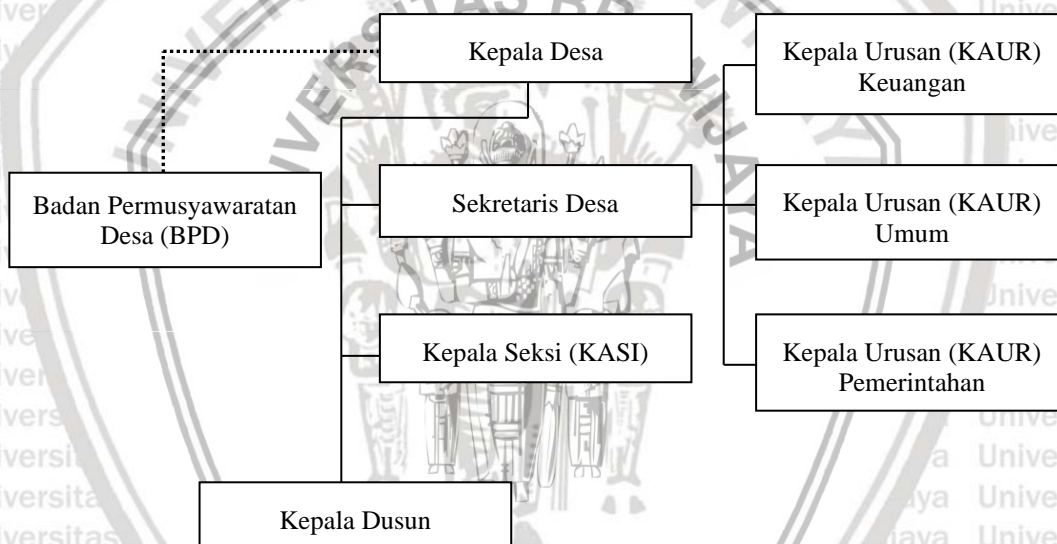 Kepala Desa
Kepala Urusan (KAUR)
Keuangan
Badan Permusyawaratan
Desa (BPD)
Sekretaris Desa
Kepala Urusan (KAUR)
Umum
Kepala Seksi (KASI)
Kepala Urusan (KAUR)
Pemerintahan
Kepala Dusun